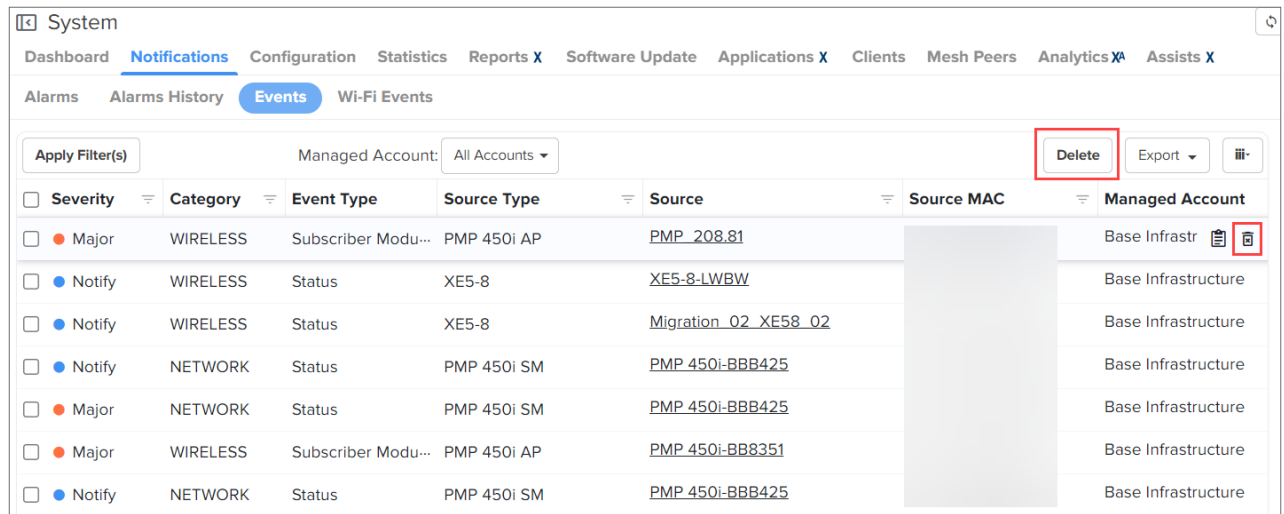 System
Dashboard Notifications Configuration Statistics Reports X Software Update Applications X Clients Mesh Peers Analytics XA Assists X
Alarms Alarms History Events Wi-Fi Events
Apply Filter(s) Managed Account: All Accounts Delete Export
Severity Category Event Type Source Type Source Source MAC Managed Account
Major WIRELESS Subscriber Modu... PMP 450i AP PMP_208.81 Base Infrastr
Notify WIRELESS Status XE5-8 XE5-8-LWBW Base Infrastructure
Notify WIRELESS Status XE5-8 Migration_02_XE58_02 Base Infrastructure
Notify NETWORK Status PMP 450i SM PMP 450i-BBB425 Base Infrastructure
Major NETWORK Status PMP 450i SM PMP 450i-BBB425 Base Infrastructure
Major WIRELESS Subscriber Modu... PMP 450i AP PMP 450i-BB8351 Base Infrastructure
Notify NETWORK Status PMP 450i SM PMP 450i-BBB425 Base Infrastructure